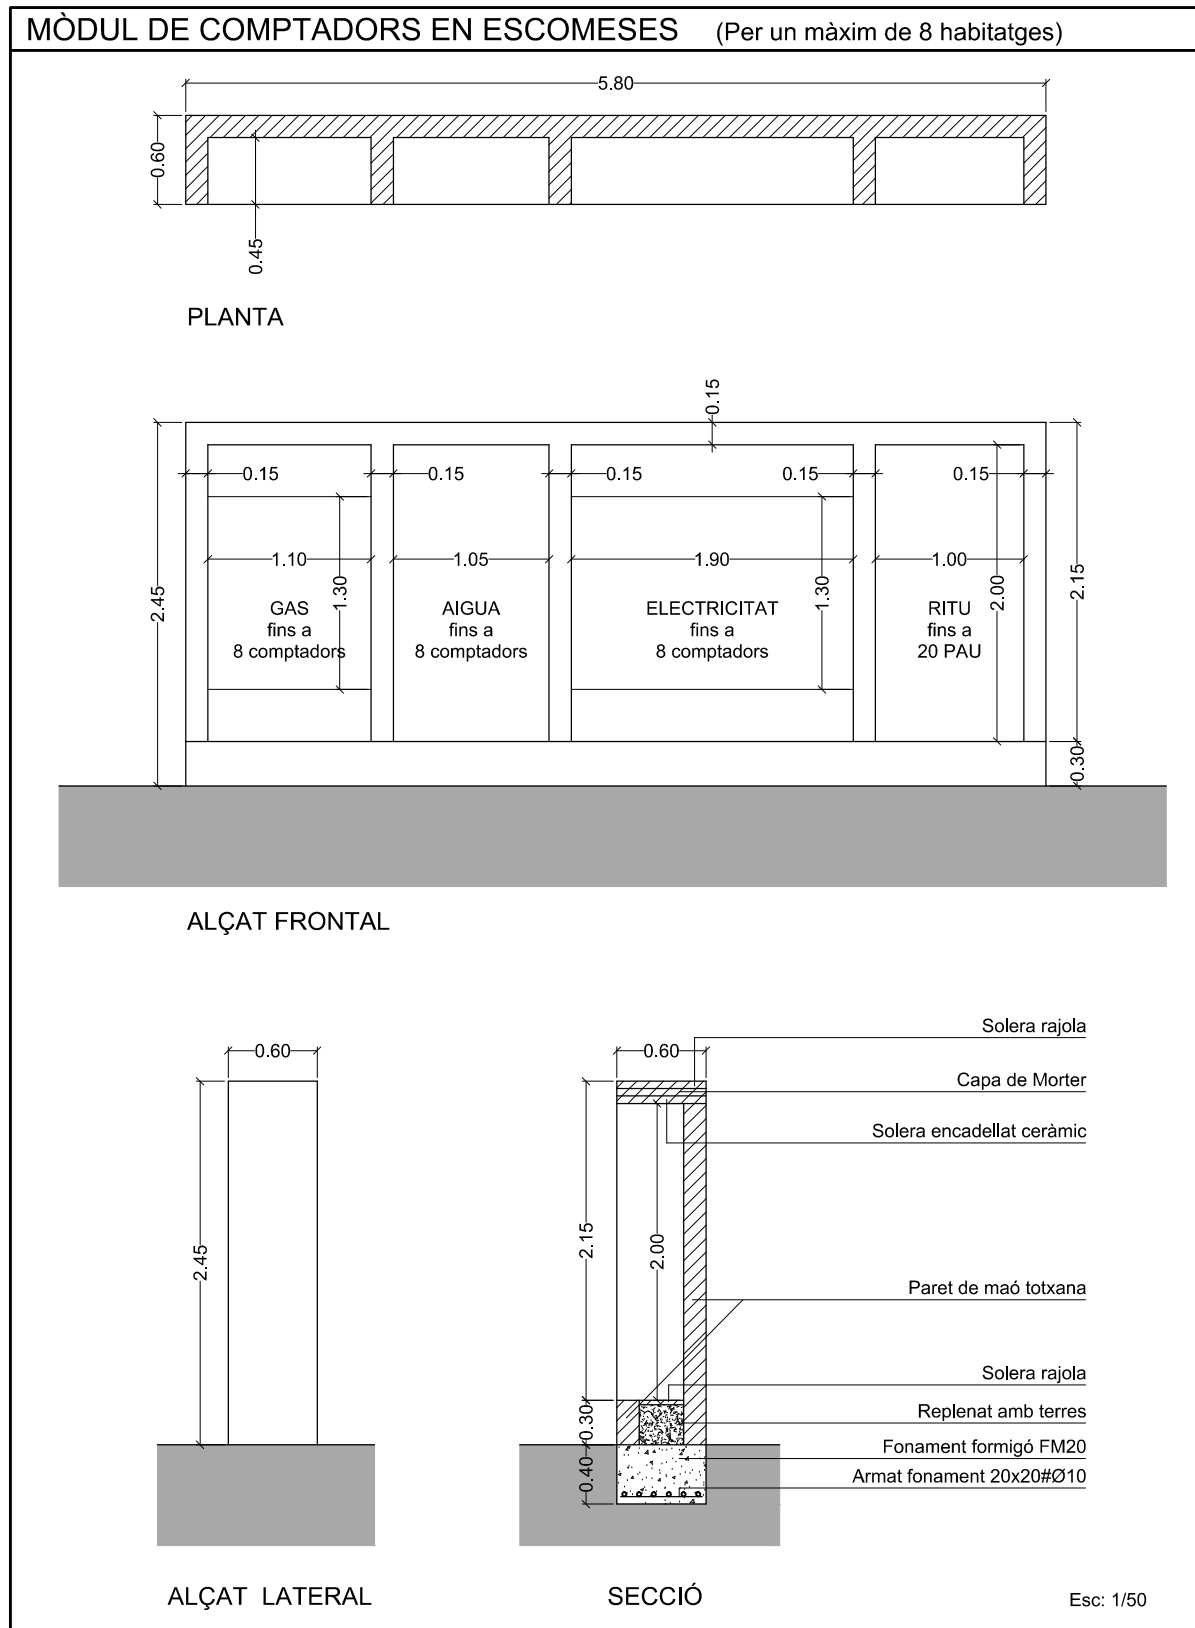 MÒDUL DE COMPTADORS EN ESCOMESES (Per un màxim de 8 habitatges)
5.80
0.60
0.45
PLANTA
0.15
0.15
0.15
0.15
0.15
0.15
2.45
1.10
1.30
1.05
1.90
1.30
1.00
2.00
2.15
GAS
fins a
8 comptadors
AIGUA
fins a
8 comptadors
ELECTRICITAT
fins a
8 comptadors
RITU
fins a
20 PAU
0.30
ALÇAT FRONTAL
0.60
2.45
ALÇAT LATERAL
0.60
2.15
2.00
0.30
0.40
Solera rajola
Capa de Morter
Solera encadellat ceràmic
Paret de maó totxana
Solera rajola
Replenat amb terres
Fonament formigó FM20
Armat fonament 20x20#Ø10
SECCIÓ
Esc: 1/50